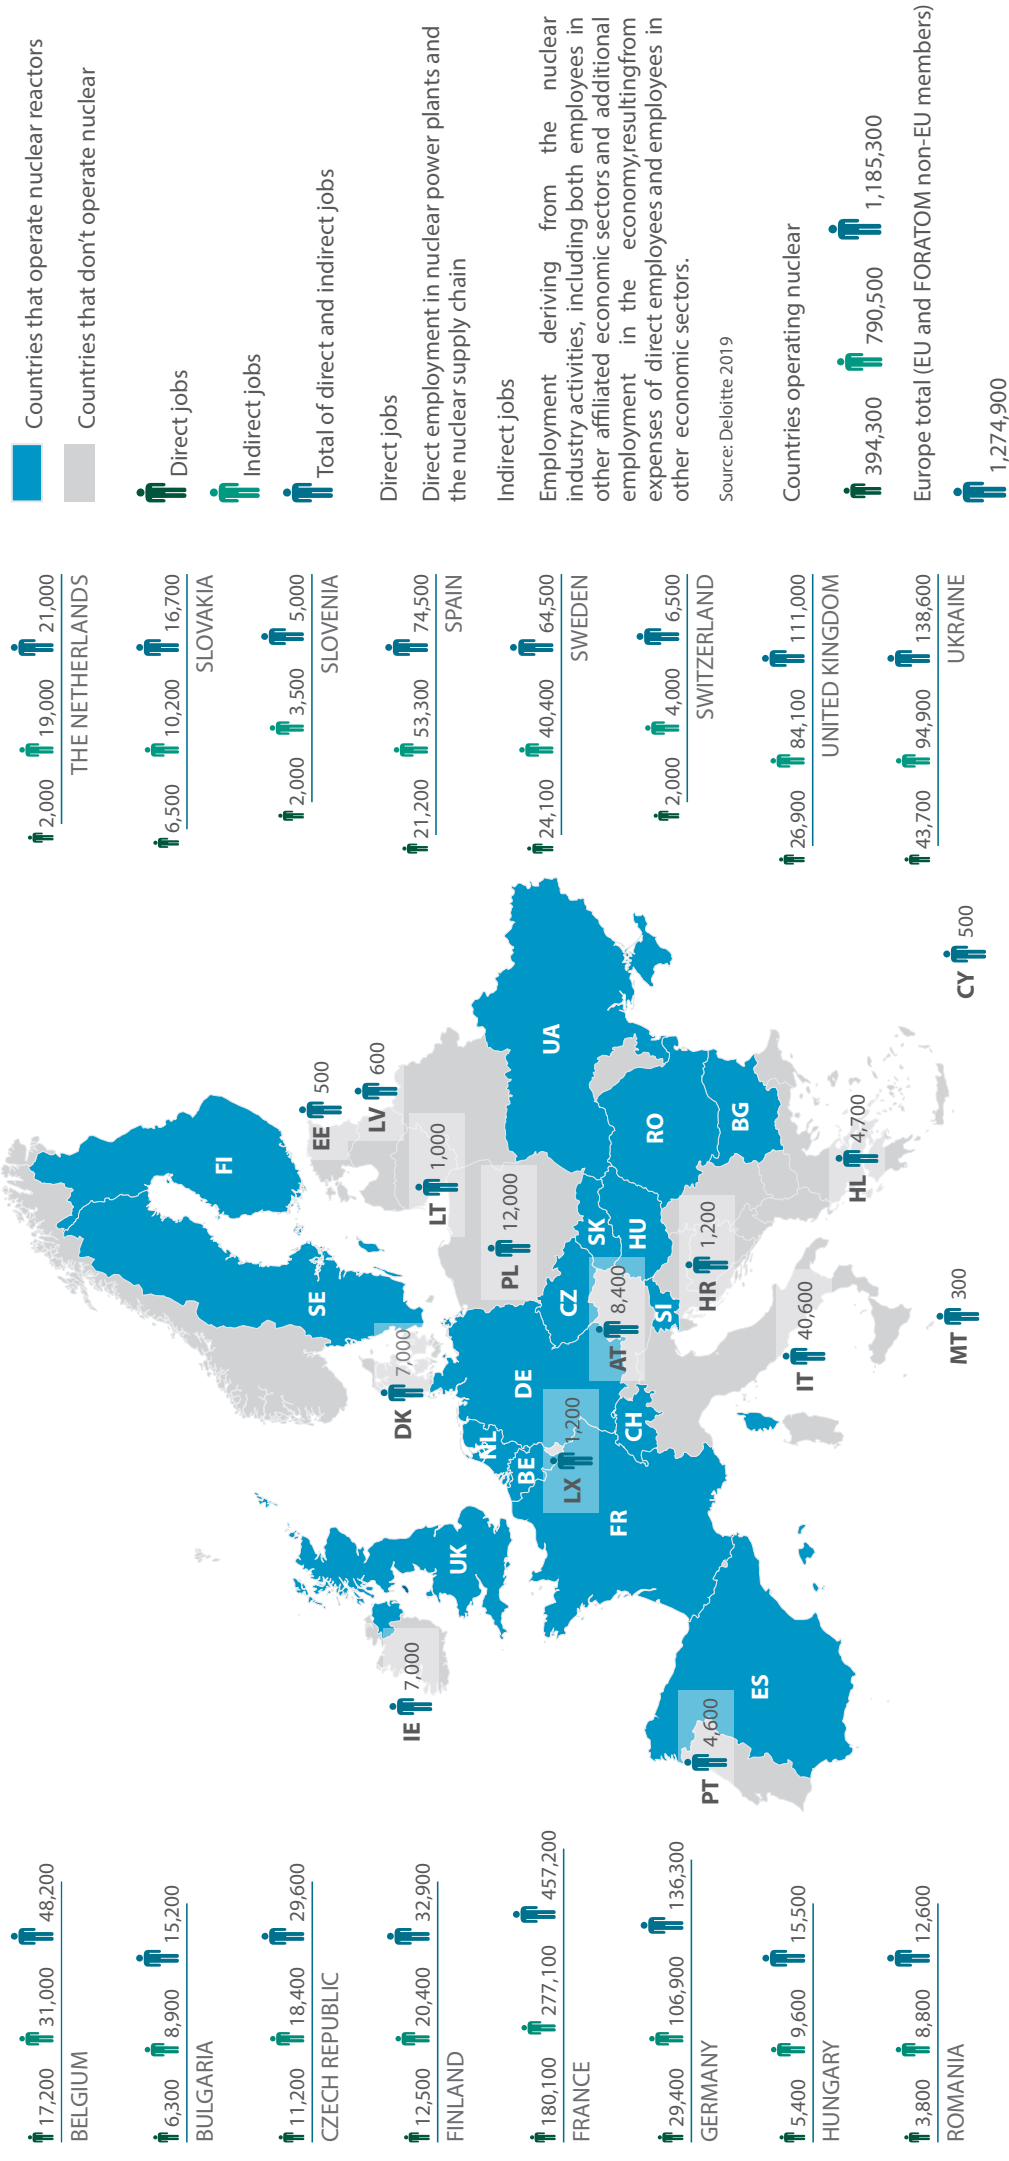 17,200 31,000 48,200
BELGIUM
6,300 8,900 15,200
BULGARIA
11,200 18,400 29,600
CZECH REPUBLIC
12,500 20,400 32,900
FINLAND
180,100 277,100 457,200
FRANCE
29,400 106,900 136,300
GERMANY
5,400 9,600 15,500
HUNGARY
3,800 8,800 12,600
ROMANIA
FI
SE
EE 500
LV 600
LT 1,000
DK 7,000
IE 7,000
UK
PL 12,000
NL
BE
DE
UA
LX 1,200
CZ
SK
AT 8,400
HU
FR
CH
SI
RO
HR 1,200
PT 4,600
BG
ES
IT 40,600
HL 4,700
MT 300
CY 500
2,000 19,000 21,000
THE NETHERLANDS
6,500 10,200 16,700
SLOVAKIA
2,000 3,500 5,000
SLOVENIA
21,200 53,300 74,500
SPAIN
24,100 40,400 64,500
SWEDEN
2,000 4,000 6,500
SWITZERLAND
26,900 84,100 111,000
UNITED KINGDOM
43,700 94,900 138,600
UKRAINE
Countries that operate nuclear reactors
Countries that don't operate nuclear
Direct jobs
Indirect jobs
Total of direct and indirect jobs
Direct jobs
Direct employment in nuclear power plants and
the nuclear supply chain
Indirect jobs
Employment deriving from the nuclear
industry activities, including both employees in
other affiliated economic sectors and additional
employment in the economy,resultingfrom
expenses of direct employees and employees in
other economic sectors.
Source: Deloitte 2019
Countries operating nuclear
394,300 790,500 1,185,300
Europe total (EU and FORATOM non-EU members)
1,274,900